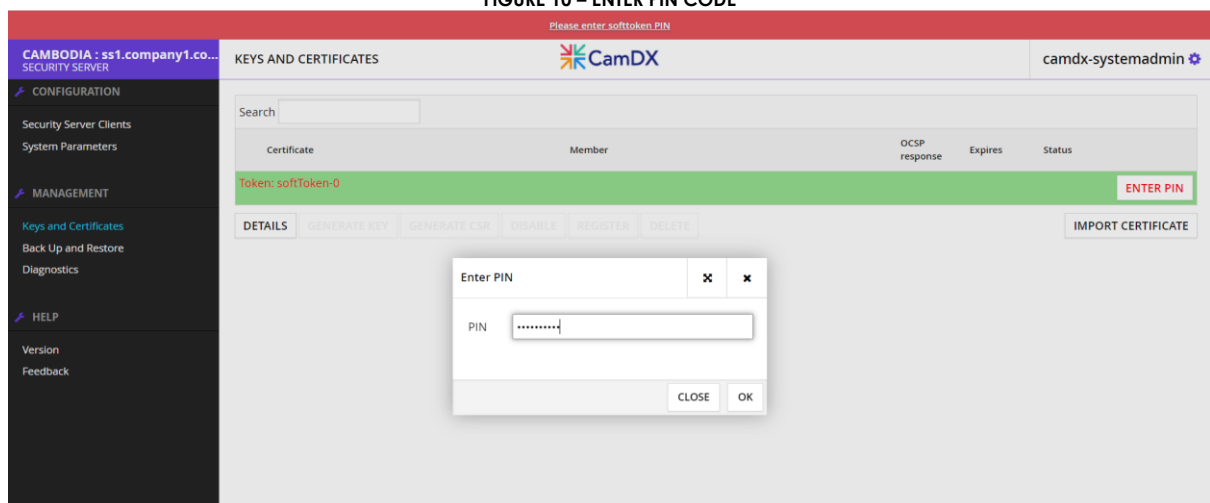 FIGURE 10 – ENTER PIN CODE
Please enter softtoken PIN
CAMBODIA : ss1.company1.co...
SECURITY SERVER
KEYS AND CERTIFICATES
CamDX
camdx-systemadmin
CONFIGURATION
Security Server Clients
System Parameters
MANAGEMENT
Keys and Certificates
Back Up and Restore
Diagnostics
HELP
Version
Feedback
Search
Certificate Member OCSP response Expires Status
Token: softToken-0 ENTER PIN
DETAILS GENERATE KEY GENERATE CSR DISABLE REGISTER DELETE IMPORT CERTIFICATE
Enter PIN
PIN ••••••••••
CLOSE OK